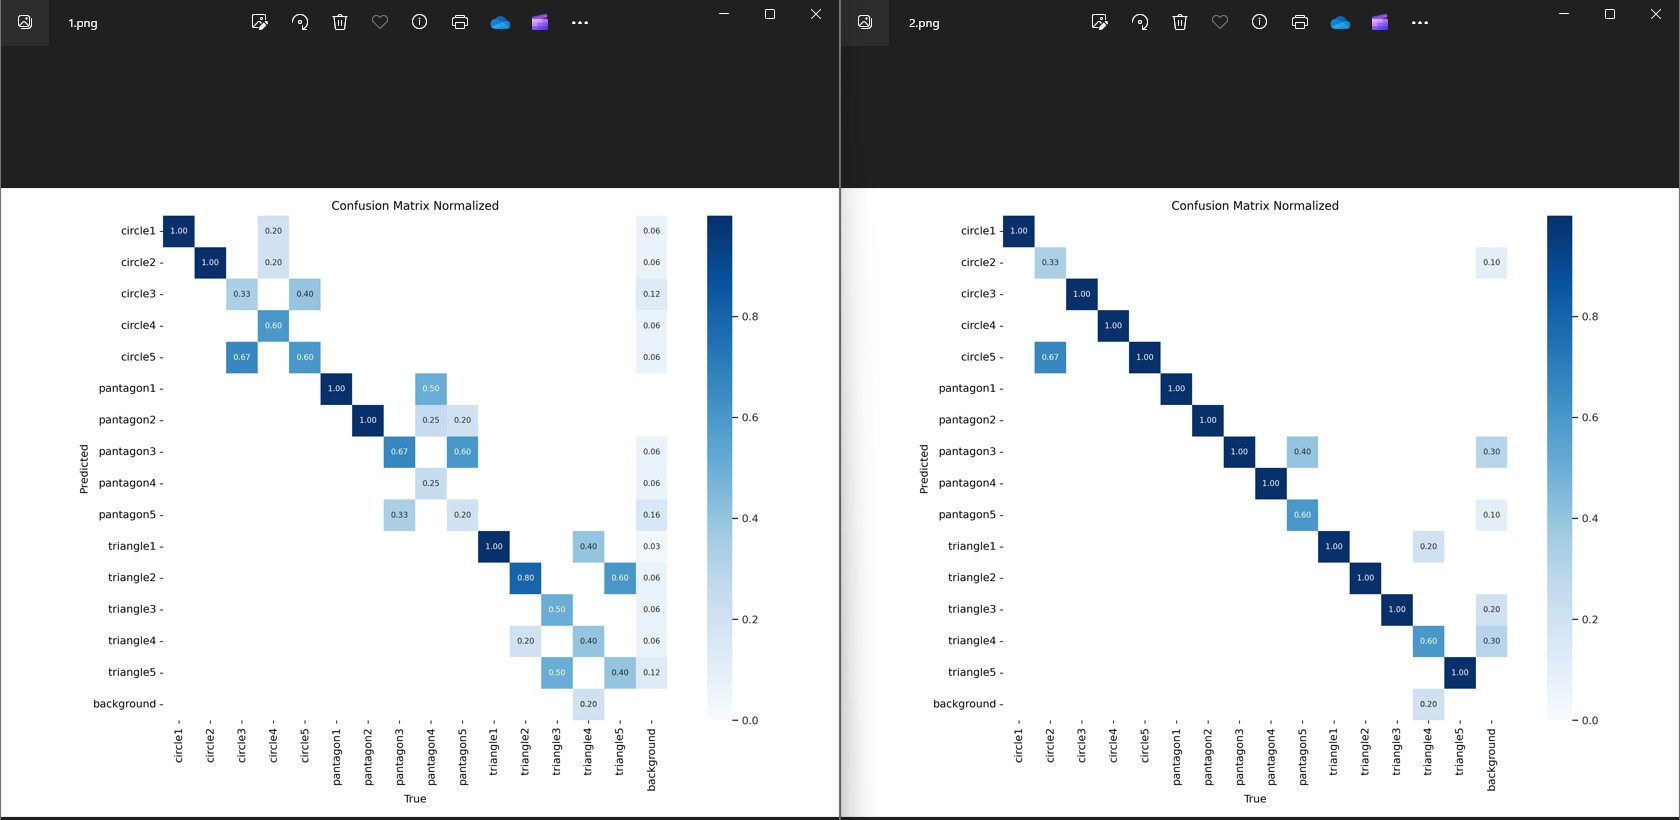 1.png
Confusion Matrix Normalized
circle1 1.00 0.20 0.06
circle2 1.00 0.20 0.06
circle3 0.33 0.40 0.12
circle4 0.60 0.06
circle5 0.67 0.60 0.06
pantagon1 1.00 0.50
pantagon2 1.00 0.25 0.20
pantagon3 0.67 0.60 0.06
pantagon4 0.25 0.06
pantagon5 0.33 0.20 0.16
triangle1 1.00 0.40 0.03
triangle2 0.80 0.60 0.06
triangle3 0.50 0.06
triangle4 0.20 0.40 0.06
triangle5 0.50 0.40 0.12
background 0.20
Predicted
circle1 circle2 circle3 circle4 circle5 pantagon1 pantagon2 pantagon3 pantagon4 pantagon5 triangle1 triangle2 triangle3 triangle4 triangle5 background
True
0.8
0.6
0.4
0.2
0.0
2.png
Confusion Matrix Normalized
circle1 1.00
circle2 0.33 0.10
circle3 1.00
circle4 1.00
circle5 0.67 1.00
pantagon1 1.00
pantagon2 1.00
pantagon3 1.00 0.40 0.30
pantagon4 1.00
pantagon5 0.60 0.10
triangle1 1.00 0.20
triangle2 1.00
triangle3 1.00 0.20
triangle4 0.60 0.30
triangle5 1.00
background 0.20
Predicted
circle1 circle2 circle3 circle4 circle5 pantagon1 pantagon2 pantagon3 pantagon4 pantagon5 triangle1 triangle2 triangle3 triangle4 triangle5 background
True
0.8
0.6
0.4
0.2
0.0